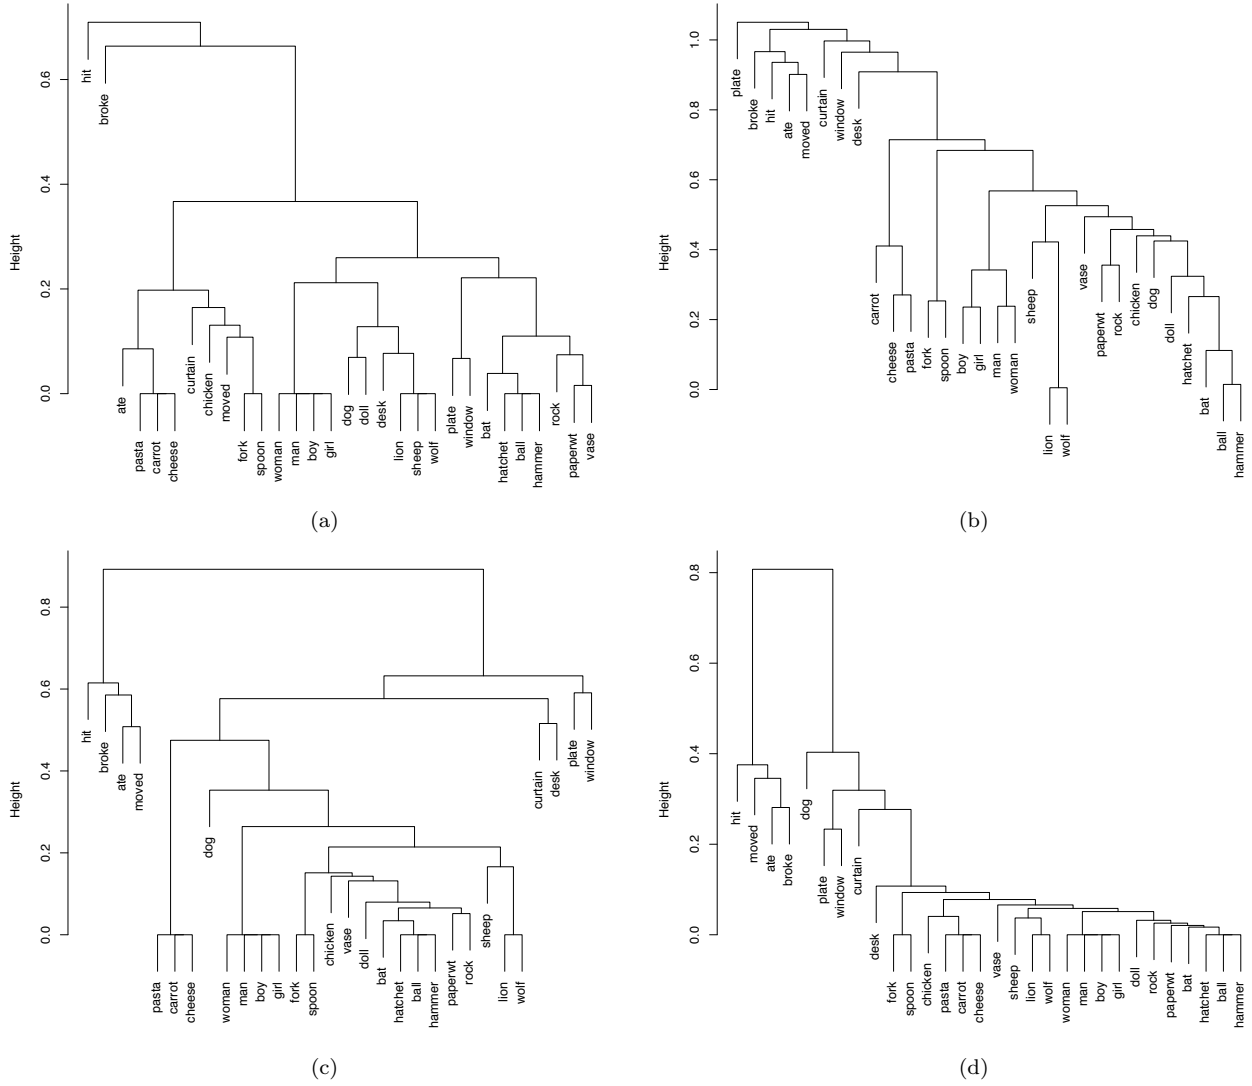 Height
0.0
0.2
0.4
0.6
hit
broke
ate
pasta
carrot
cheese
curtain
chicken
moved
fork
spoon
woman
man
boy
girl
dog
doll
desk
lion
sheep
wolf
plate
window
bat
hatchet
ball
hammer
rock
paperwt
vase
(a)
Height
0.0
0.2
0.4
0.6
0.8
1.0
plate
broke
hit
ate
moved
curtain
window
desk
carrot
cheese
pasta
fork
spoon
boy
girl
man
woman
sheep
lion
wolf
vase
paperwt
rock
chicken
dog
doll
hatchet
bat
ball
hammer
(b)
Height
0.0
0.2
0.4
0.6
0.8
hit
broke
ate
moved
pasta
carrot
cheese
dog
woman
man
boy
girl
fork
spoon
chicken
vase
doll
bat
hatchet
ball
hammer
paperwt
rock
sheep
lion
wolf
curtain
desk
plate
window
(c)
Height
0.0
0.2
0.4
0.6
0.8
hit
moved
ate
broke
dog
plate
window
curtain
desk
fork
spoon
chicken
pasta
carrot
cheese
vase
sheep
lion
wolf
woman
man
boy
girl
doll
rock
paperwt
bat
hatchet
ball
hammer
(d)